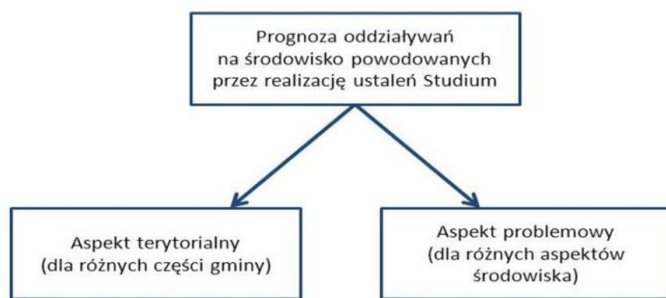 Prognoza oddziaływań
na środowisko powodowanych
przez realizację ustaleń Studium
Aspekt terytorialny
(dla różnych części gminy)
Aspekt problemowy
(dla różnych aspektów
środowiska)